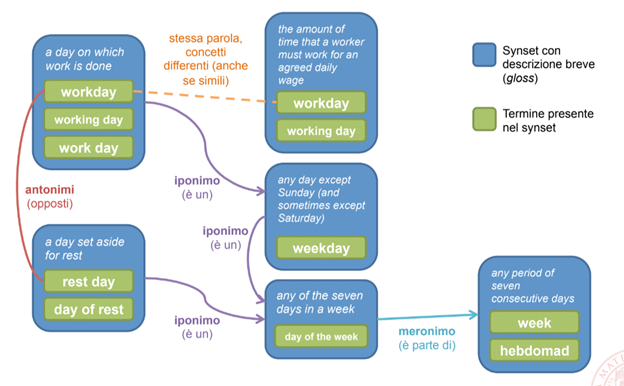 a day on which
work is done
workday
working day
work day
stessa parola,
concetti
differenti (anche
se simili)
the amount of
time that a worker
must work for an
agreed daily
wage
workday
working day
Synset con
descrizione breve
(gloss)
Termine presente
nel synset
antonimi
(opposti)
iponimo
(è un)
any day except
Sunday (and
sometimes except
Saturday)
weekday
iponimo
(è un)
a day set aside
for rest
rest day
day of rest
iponimo
(è un)
any of the seven
days in a week
day of the week
meronimo
(è parte di)
any period of
seven
consecutive days
week
hebdomad